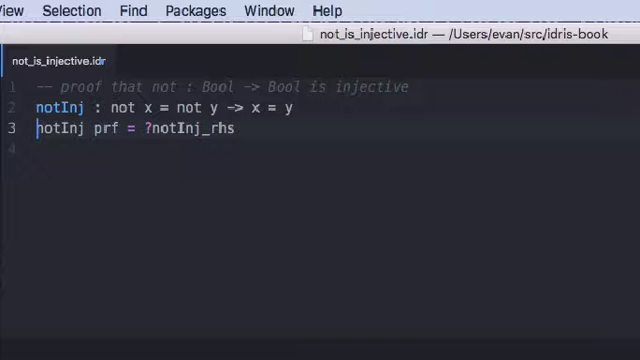 View Selection Find Packages Window Help
not_is_injective.idr — /Users/evan/src/idris-book
not_is_injective.idr
1 -- proof that not : Bool -> Bool is injective
2 notInj : not x = not y -> x = y
3 notInj prf = ?notInj_rhs
4